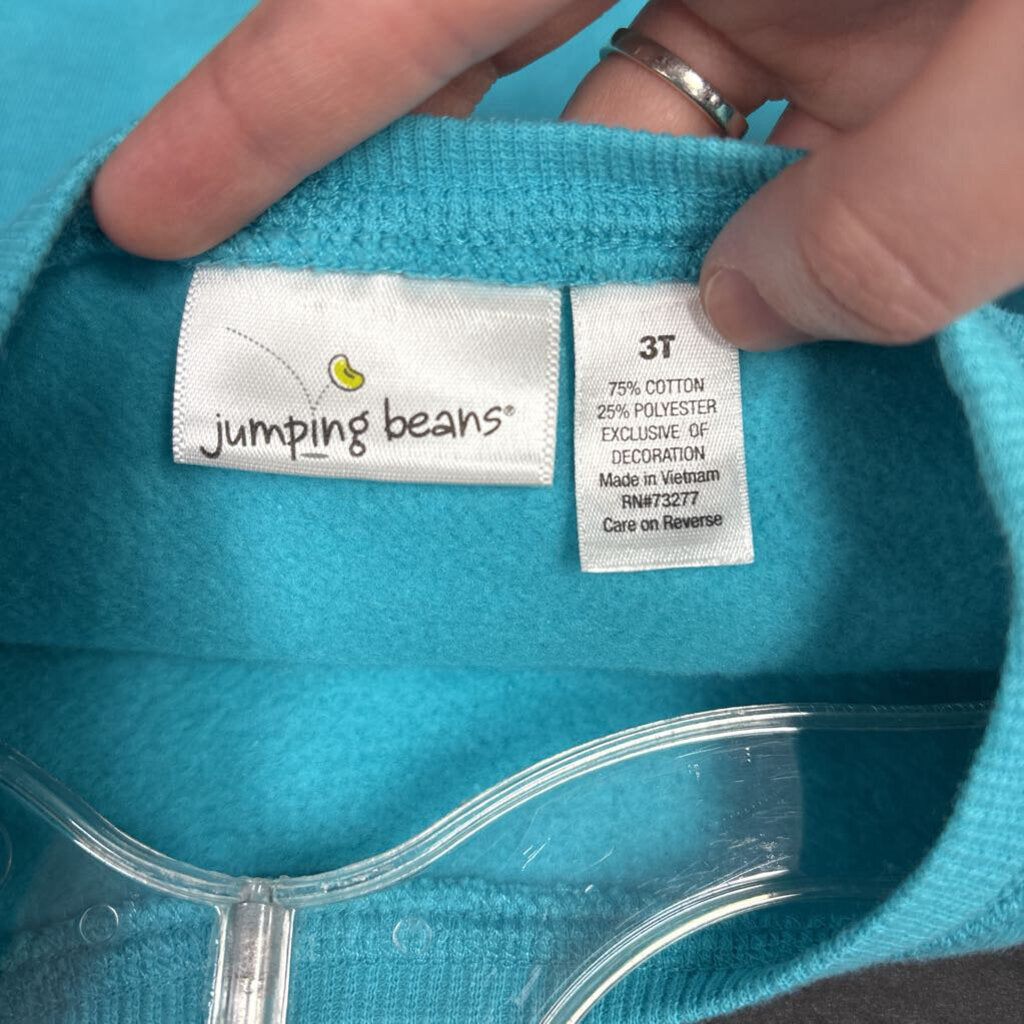 jumping beans®
3T
75% COTTON
25% POLYESTER
EXCLUSIVE OF
DECORATION
Made in Vietnam
RN#73277
Care on Reverse